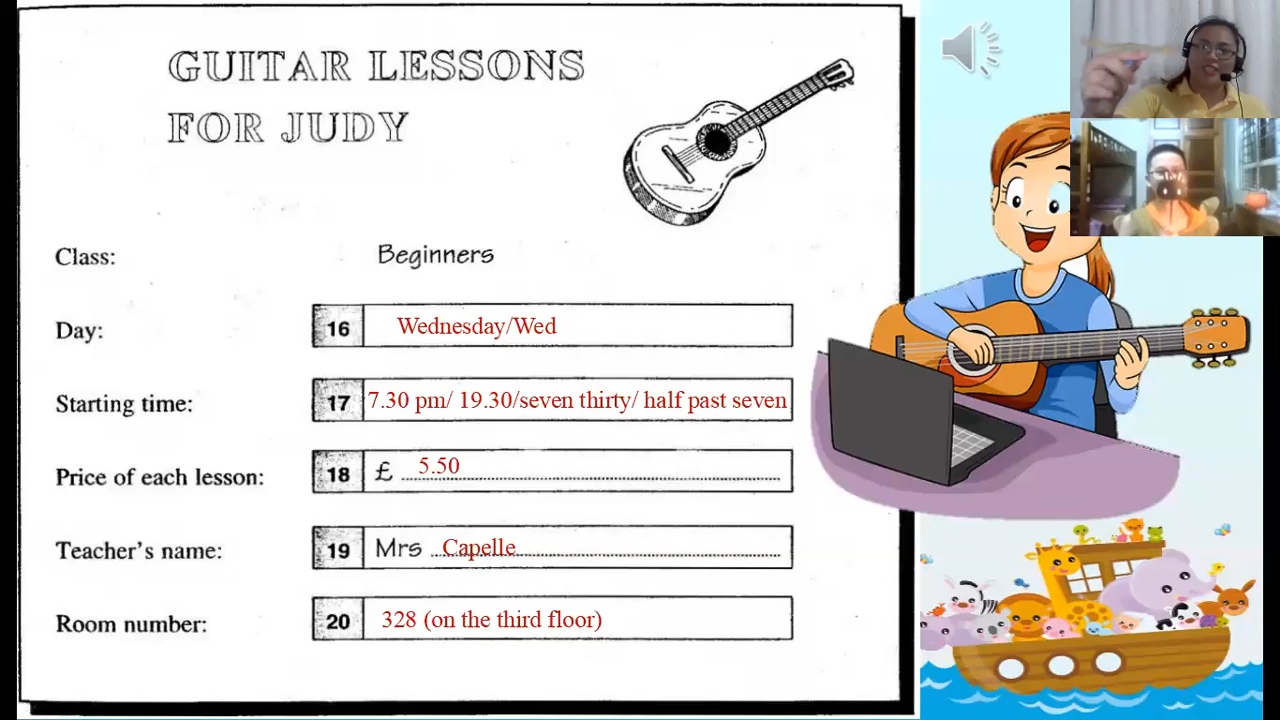 GUITAR LESSONS
FOR JUDY
Class: Beginners
Day: 16 Wednesday/Wed
Starting time: 17 7.30 pm/ 19.30/seven thirty/ half past seven
Price of each lesson: 18 £ 5.50
Teacher's name: 19 Mrs Capelle
Room number: 20 328 (on the third floor)